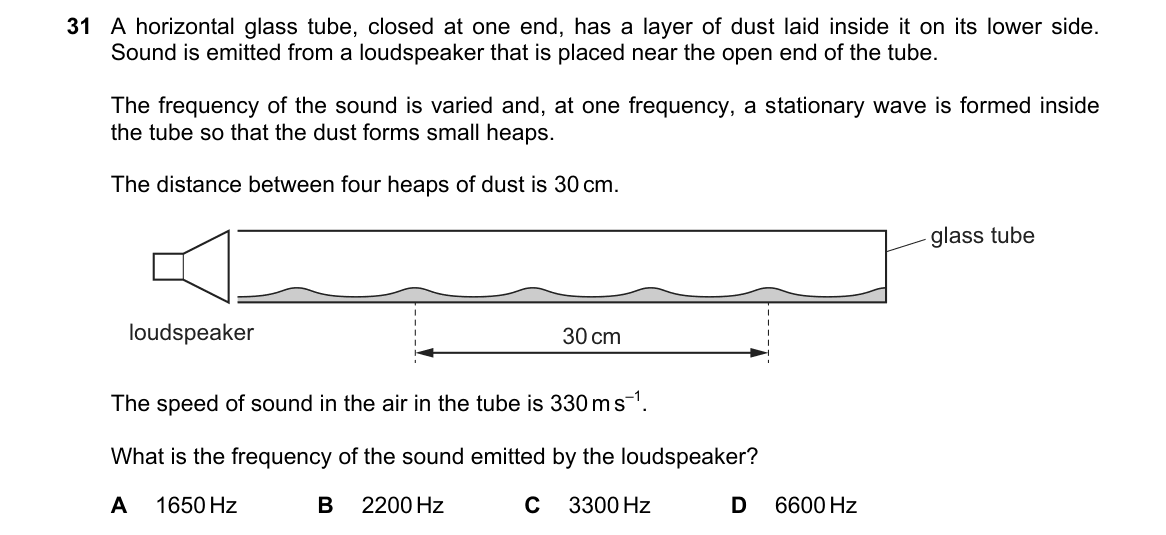 31 A horizontal glass tube, closed at one end, has a layer of dust laid inside it on its lower side.
Sound is emitted from a loudspeaker that is placed near the open end of the tube.
The frequency of the sound is varied and, at one frequency, a stationary wave is formed inside
the tube so that the dust forms small heaps.
The distance between four heaps of dust is 30 cm.
glass tube
loudspeaker
30 cm
The speed of sound in the air in the tube is 330 m s⁻¹.
What is the frequency of the sound emitted by the loudspeaker?
A 1650 Hz B 2200 Hz C 3300 Hz D 6600 Hz